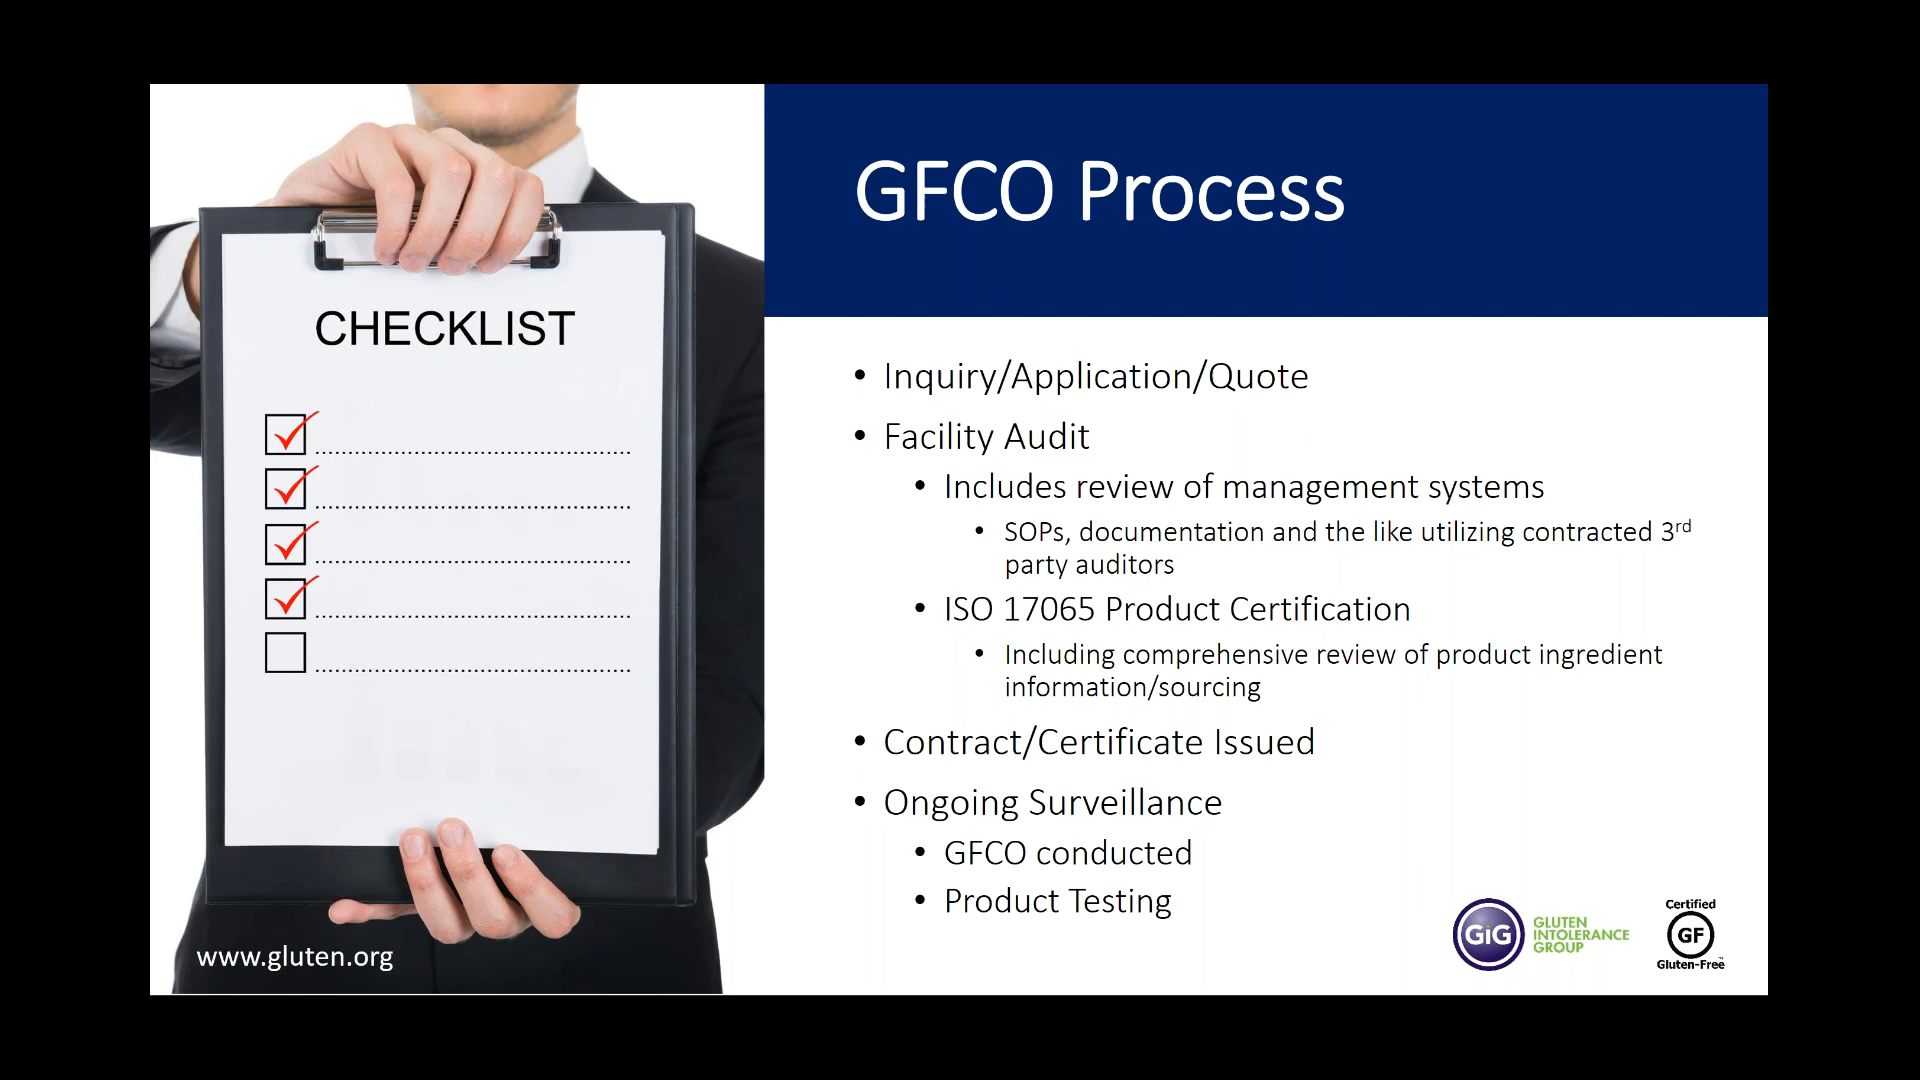 CHECKLIST
www.gluten.org
GFCO Process
• Inquiry/Application/Quote
• Facility Audit
• Includes review of management systems
• SOPs, documentation and the like utilizing contracted 3rd
party auditors
• ISO 17065 Product Certification
• Including comprehensive review of product ingredient
information/sourcing
• Contract/Certificate Issued
• Ongoing Surveillance
• GFCO conducted
• Product Testing
GiG
GLUTEN
INTOLERANCE
GROUP
Certified
GF
Gluten-Free